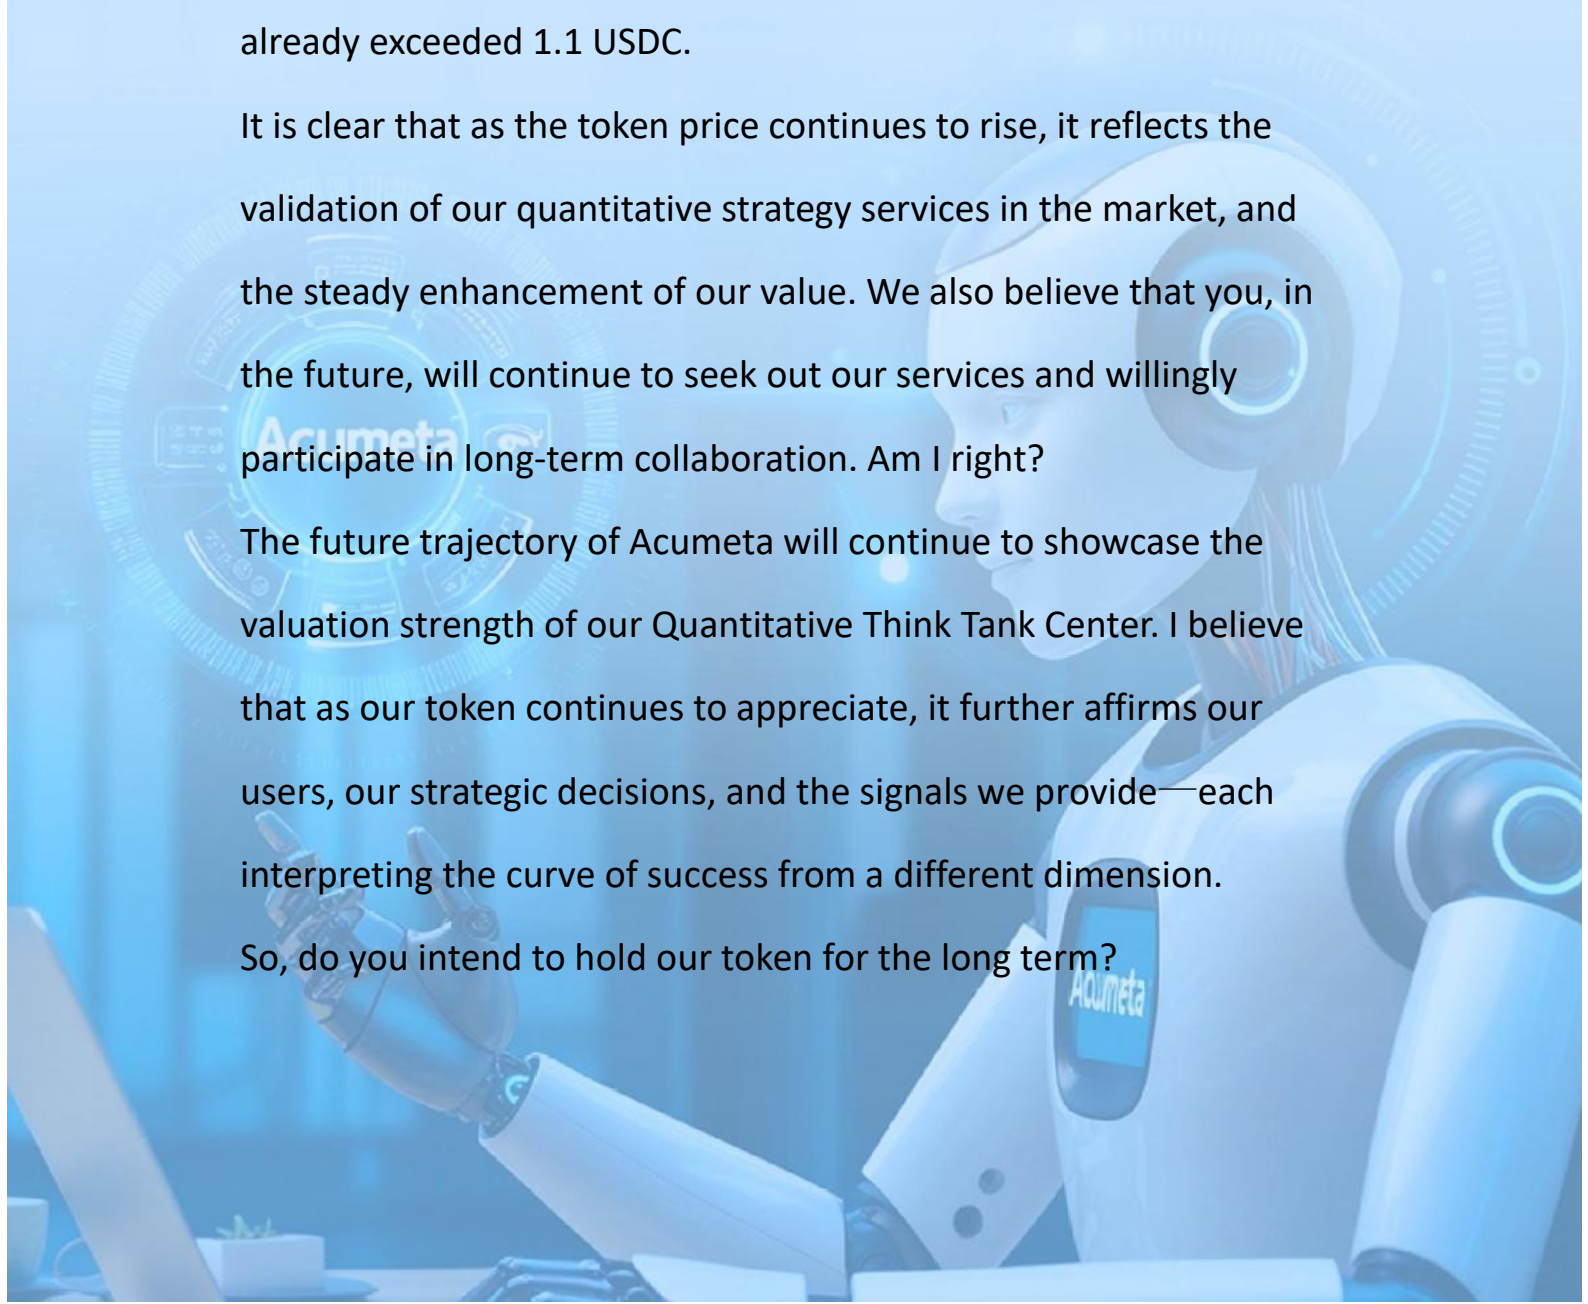 already exceeded 1.1 USDC.
It is clear that as the token price continues to rise, it reflects the
validation of our quantitative strategy services in the market, and
the steady enhancement of our value. We also believe that you, in
the future, will continue to seek out our services and willingly
Acumeta
participate in long-term collaboration. Am I right?
The future trajectory of Acumeta will continue to showcase the
valuation strength of our Quantitative Think Tank Center. I believe
that as our token continues to appreciate, it further affirms our
users, our strategic decisions, and the signals we provide—each
interpreting the curve of success from a different dimension.
So, do you intend to hold our token for the long term?
Acumeta